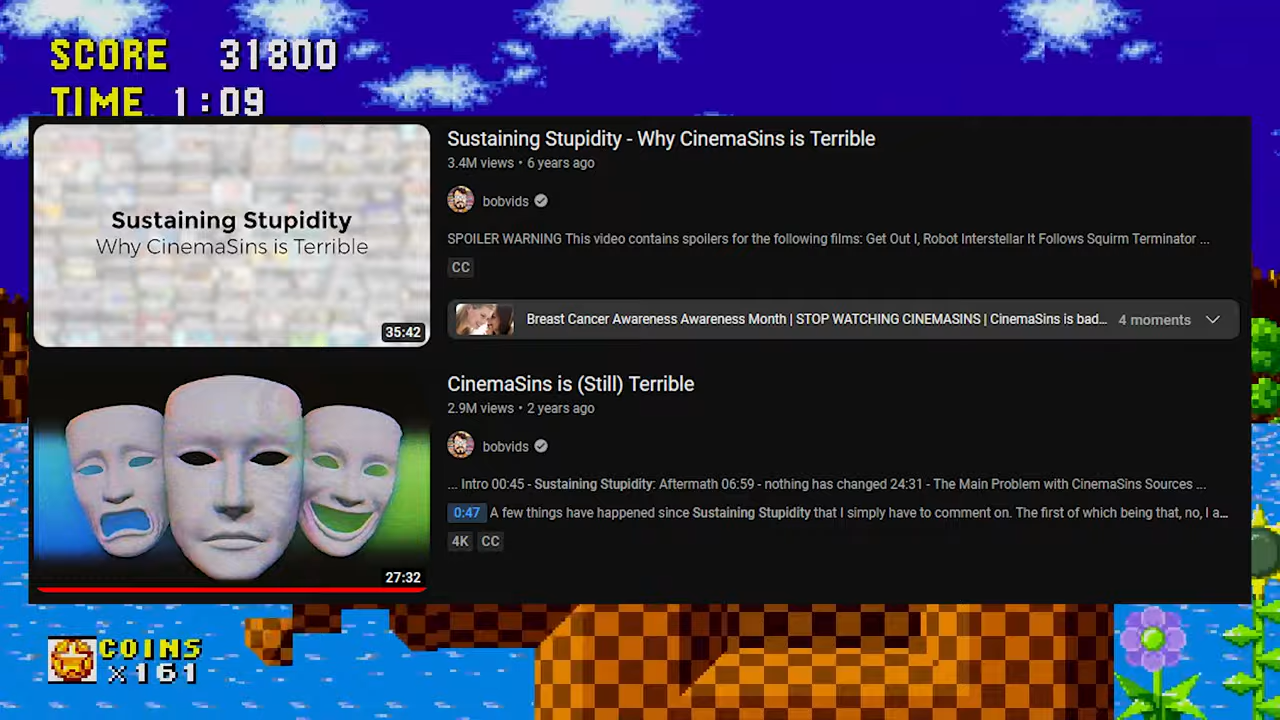 SCORE 31800
TIME 1:09
Sustaining Stupidity
Why CinemaSins is Terrible
35:42
Sustaining Stupidity - Why CinemaSins is Terrible
3.4M views • 6 years ago
bobvids
SPOILER WARNING This video contains spoilers for the following films: Get Out I, Robot Interstellar It Follows Squirm Terminator ...
CC
Breast Cancer Awareness Awareness Month | STOP WATCHING CINEMASINS | CinemaSins is bad...
4 moments
27:32
CinemaSins is (Still) Terrible
2.9M views • 2 years ago
bobvids
... Intro 00:45 - Sustaining Stupidity: Aftermath 06:59 - nothing has changed 24:31 - The Main Problem with CinemaSins Sources ...
0:47 A few things have happened since Sustaining Stupidity that I simply have to comment on. The first of which being that, no, I a...
4K CC
COINS
×161